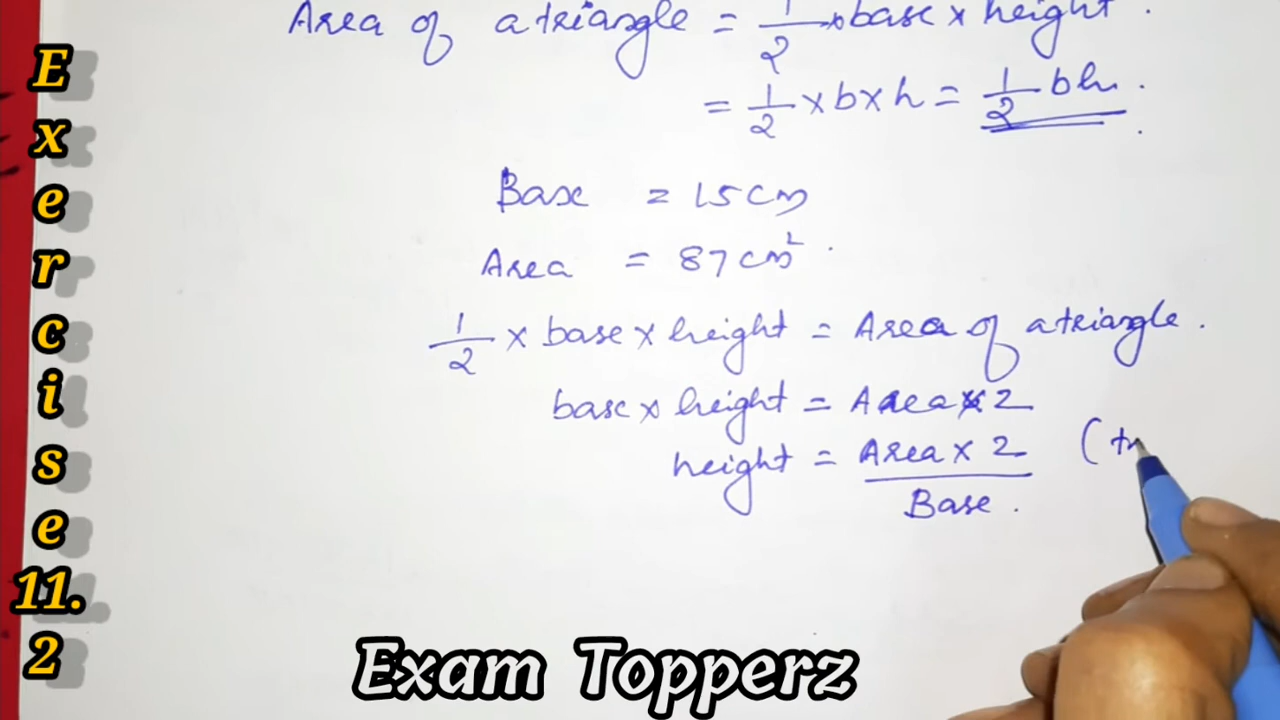 Area of a triangle = 1/2 x base x height.
= 1/2 x b x h = 1/2 bh.
Base = 15 cm
Area = 87 cm²
1/2 x base x height = Area of a triangle.
base x height = Area x 2
height = Area x 2 / Base.
(tr
Exercise 11.2
Exam Topperz